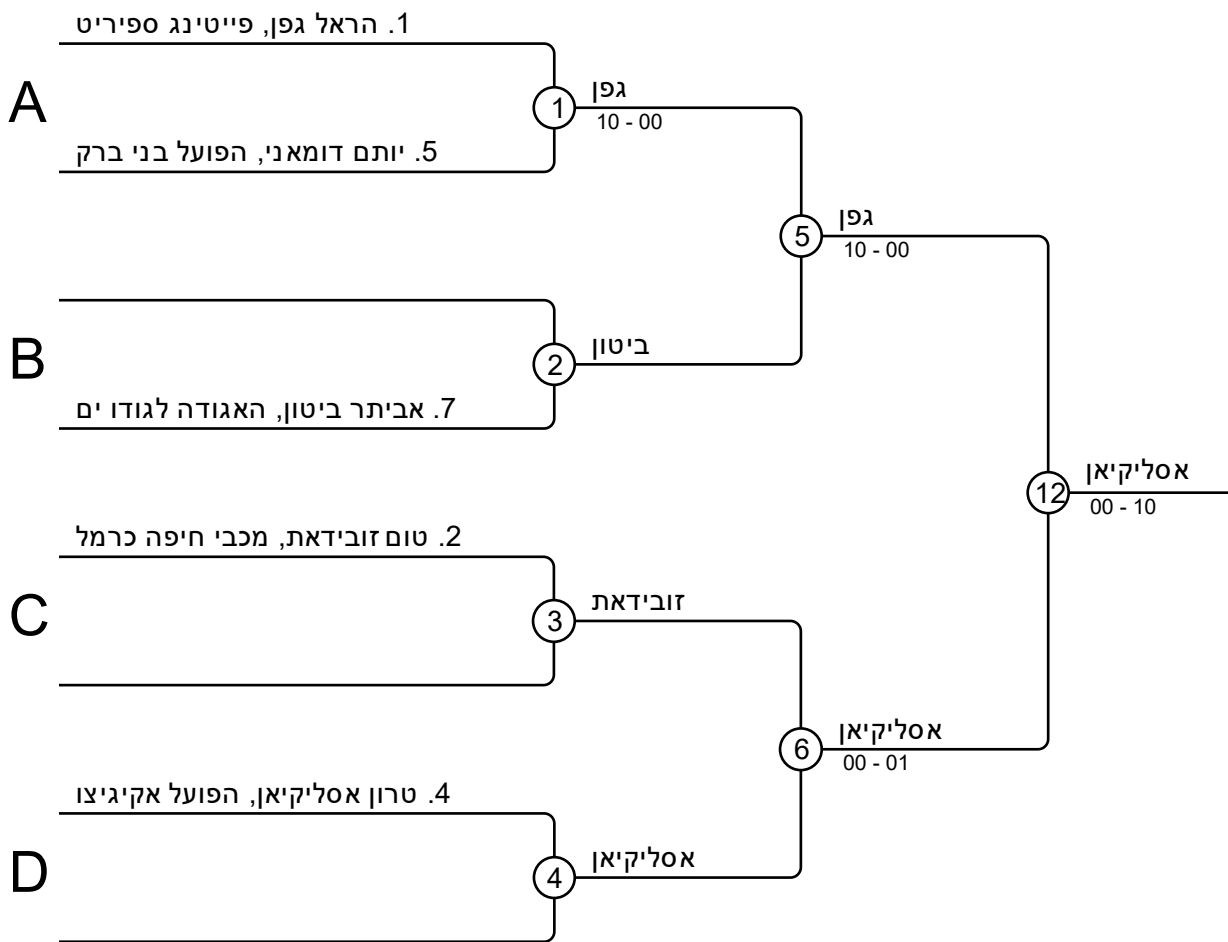 1. הראל גפן, פייטינג ספיריט
A
1
גפן
10 - 00
5. יותם דומאני, הפועל בני ברק
5
גפן
10 - 00
B
2
ביטון
7. אביתר ביטון, האגודה לגודו ים
12
אסליקיאן
00 - 10
2. טום זובידאת, מכבי חיפה כרמל
C
3
זובידאת
6
אסליקיאן
00 - 01
4. טרון אסליקיאן, הפועל אקיגיצו
D
4
אסליקיאן